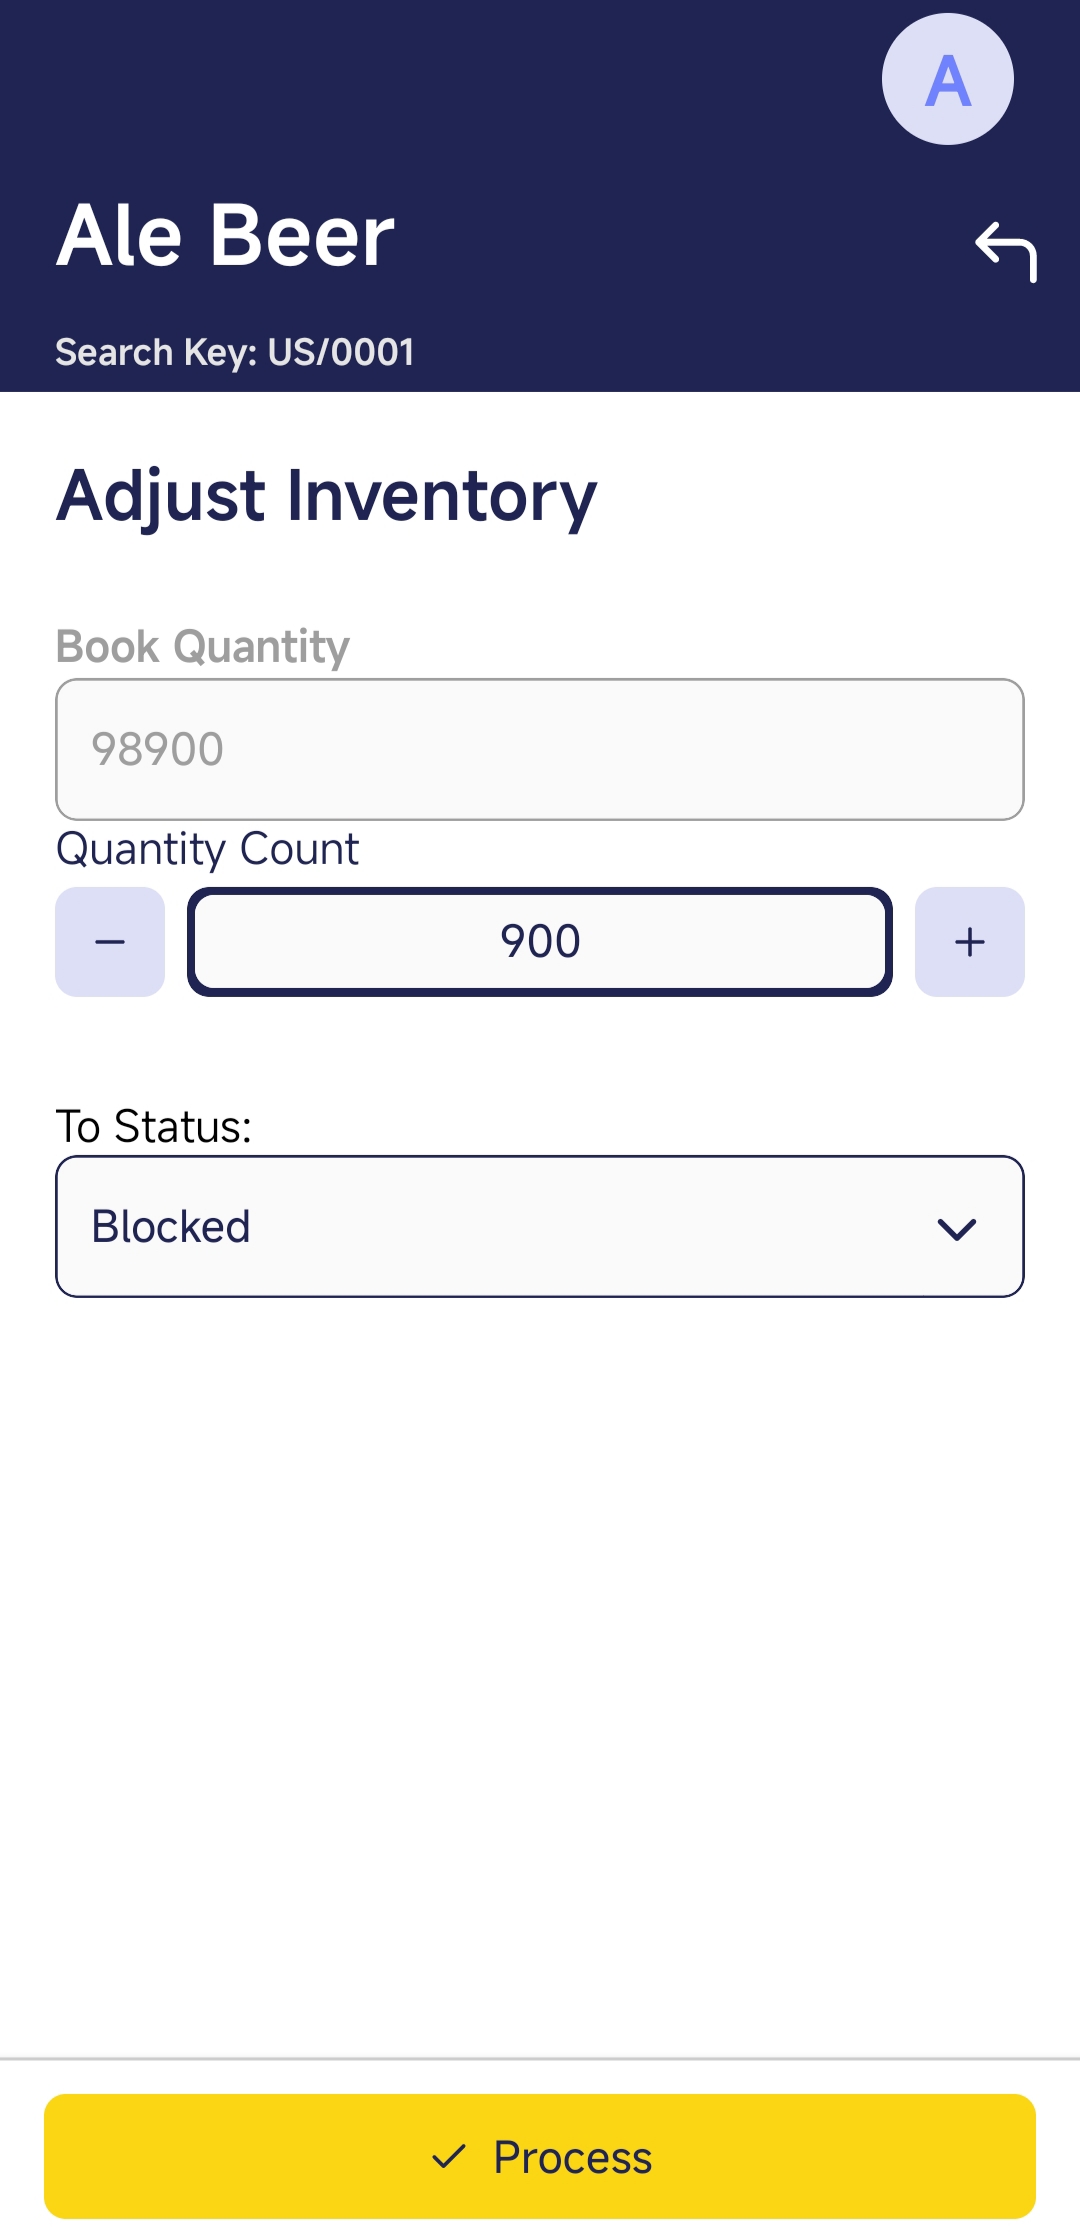 A
Ale Beer
Search Key: US/0001
Adjust Inventory
Book Quantity
98900
Quantity Count
− 900 +
To Status:
Blocked
Process